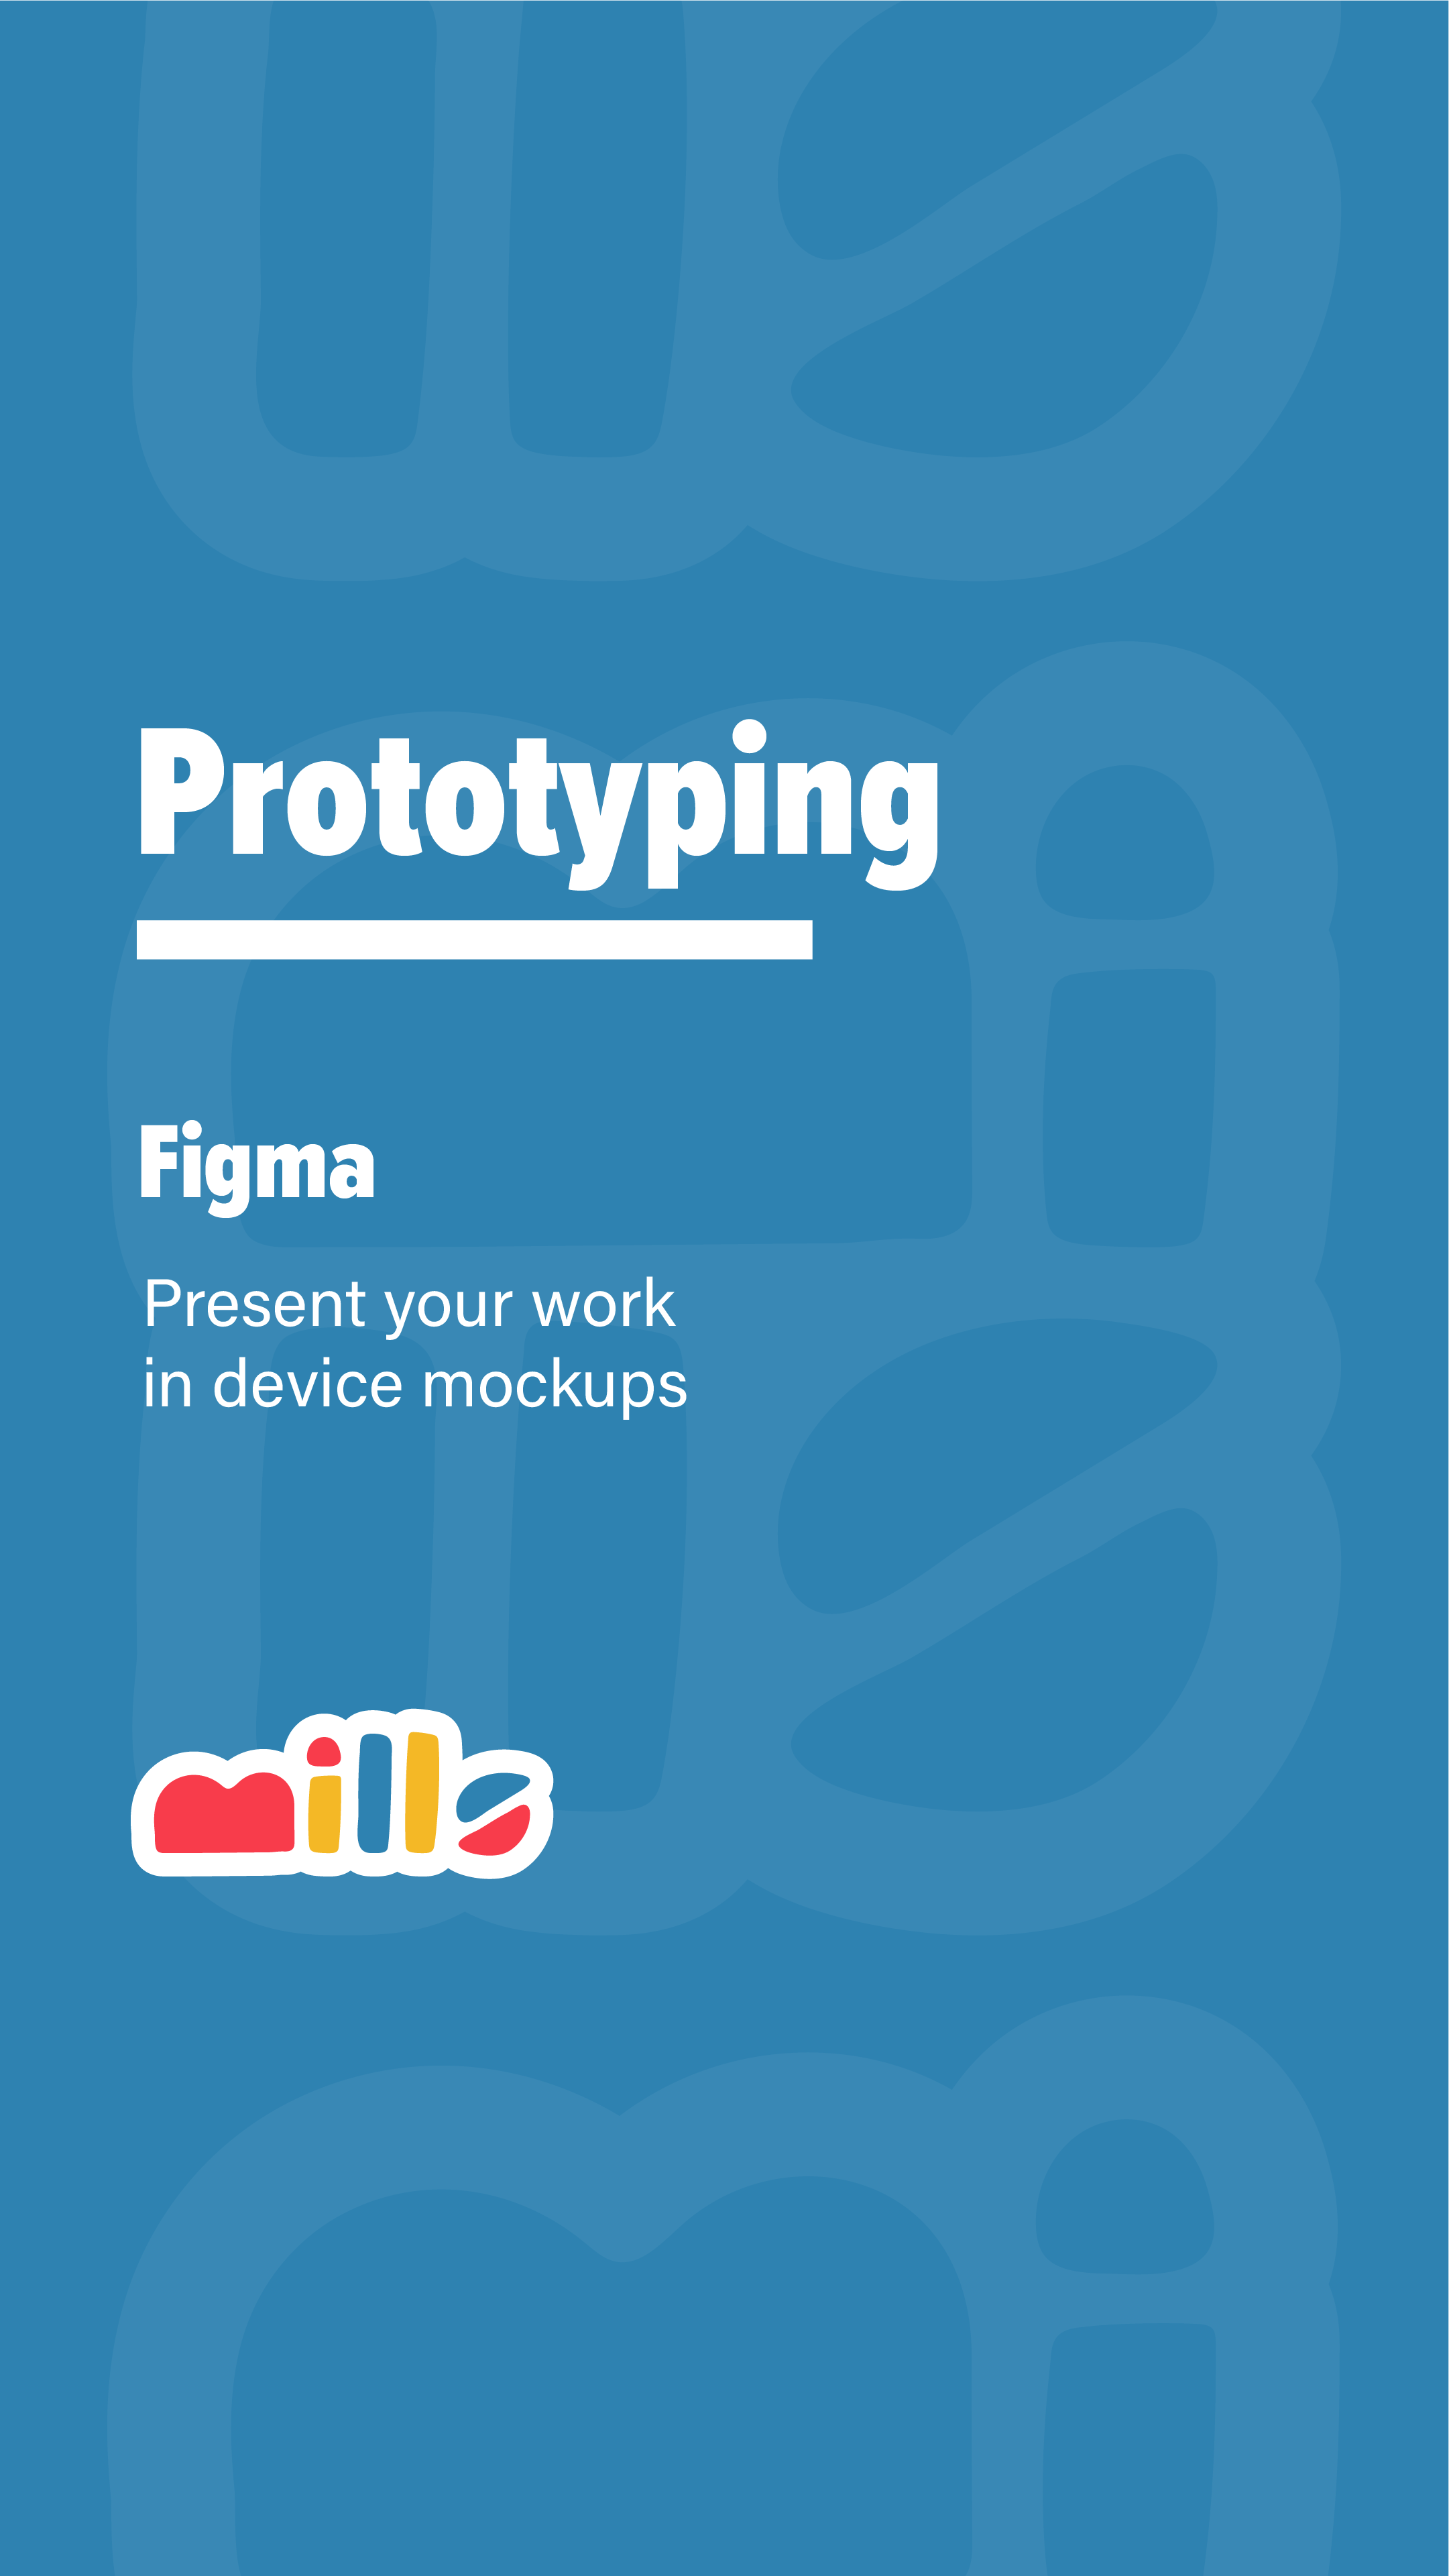 Prototyping
Figma
Present your work
in device mockups
mills